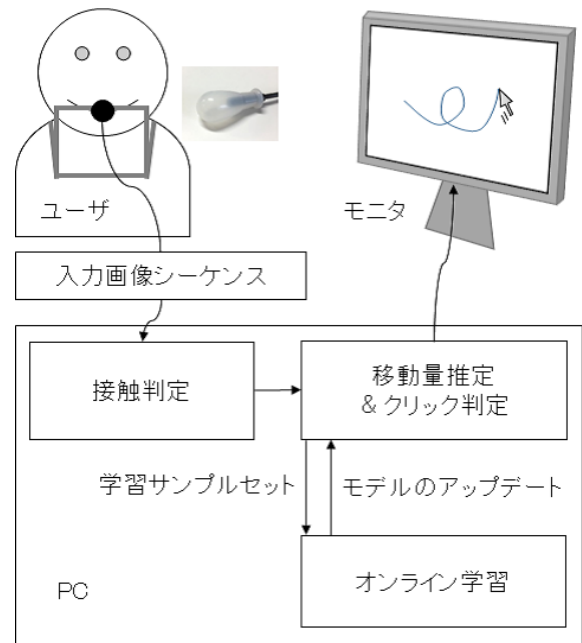 ユーザ
モニタ
入力画像シーケンス
接触判定
移動量推定
&クリック判定
学習サンプルセット
モデルのアップデート
オンライン学習
PC